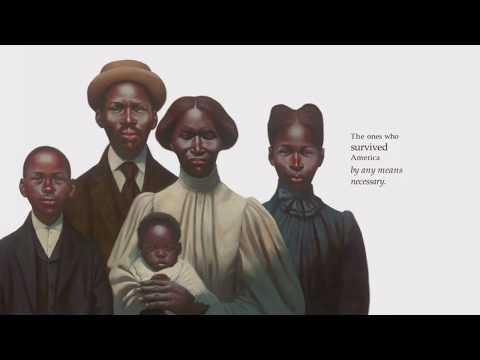 The ones who
survived
America
by any means
necessary.